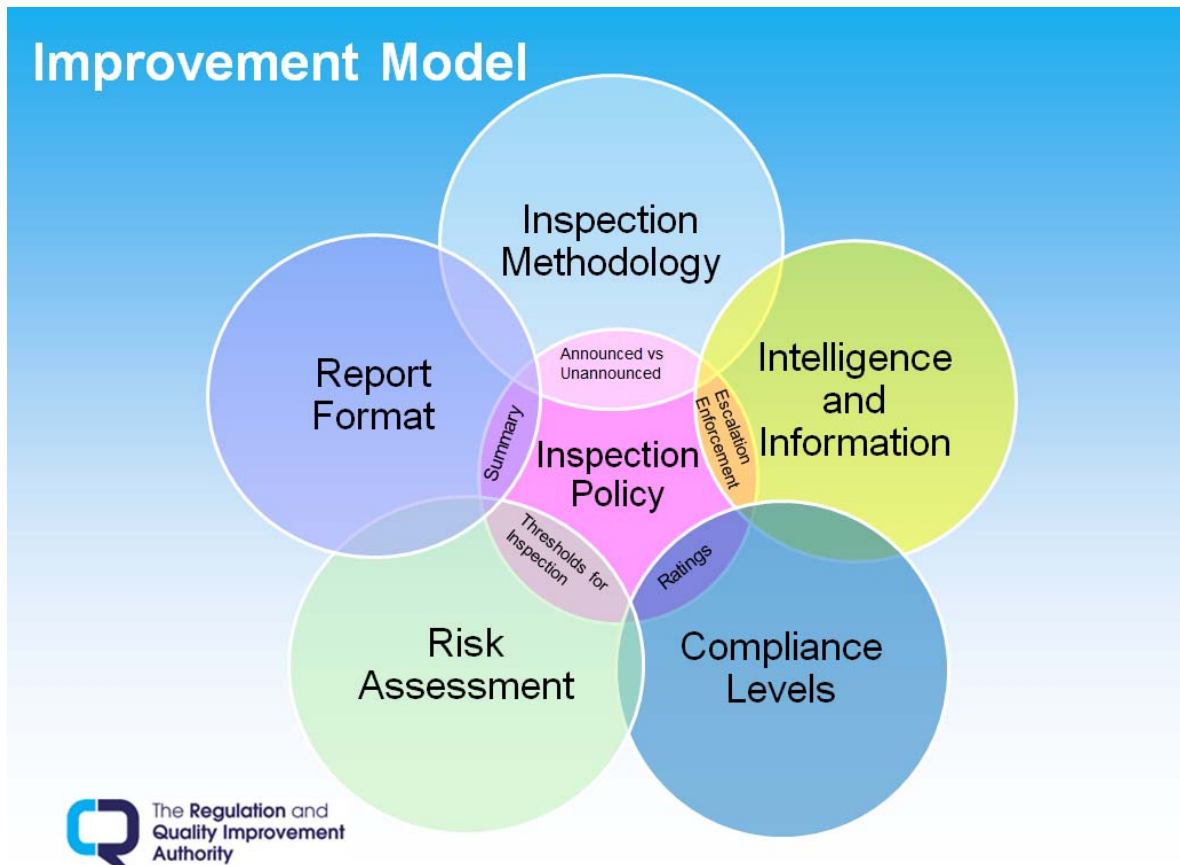 Improvement Model
Inspection
Methodology
Report
Format
Intelligence
and
Information
Announced vs
Unannounced
Summary
Escalation
Enforcement
Inspection
Policy
Thresholds for
Inspection
Ratings
Risk
Assessment
Compliance
Levels
The Regulation and
Quality Improvement
Authority